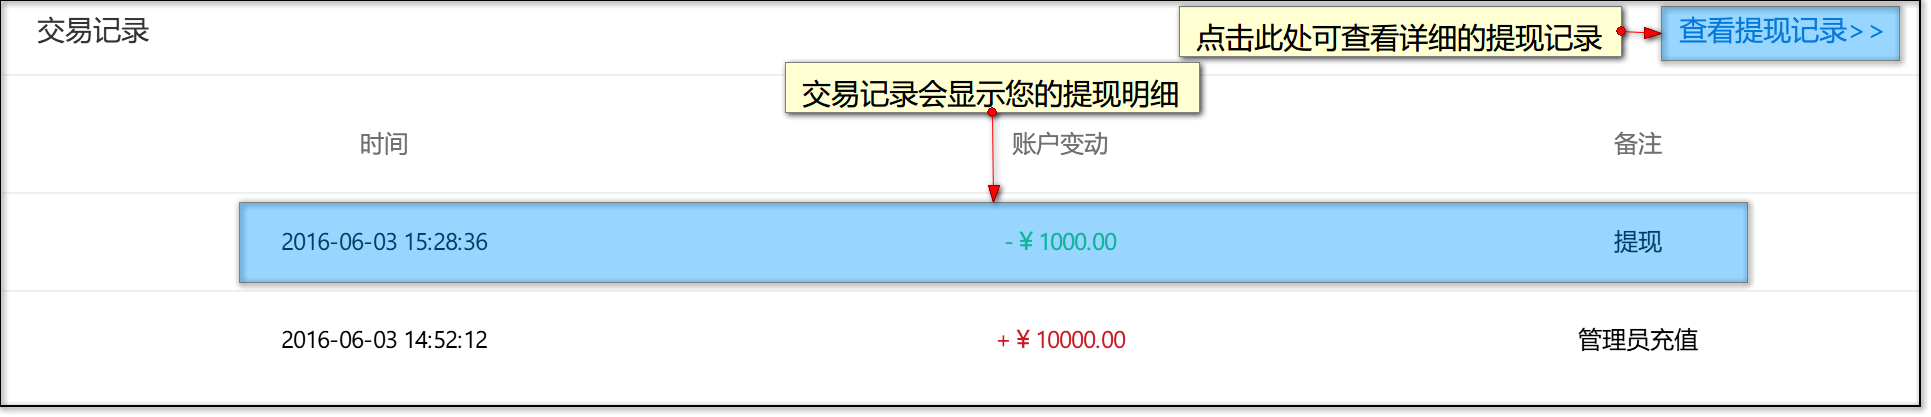 交易记录
点击此处可查看详细的提现记录
查看提现记录>>
交易记录会显示您的提现明细
时间 账户变动 备注
2016-06-03 15:28:36 -￥1000.00 提现
2016-06-03 14:52:12 +￥10000.00 管理员充值